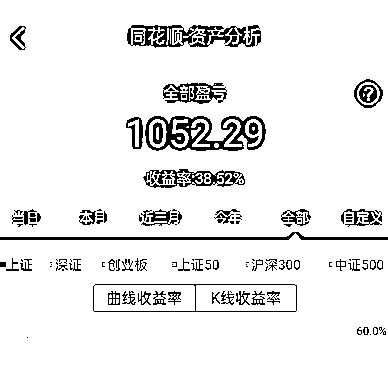 同花顺-资产分析
全部盈亏
1052.29
收益率:38.52%
当日 本月 近三月 今年 全部 自定义
上证 深证 创业板 上证50 沪深300 中证500
曲线收益率 K线收益率
60.0%